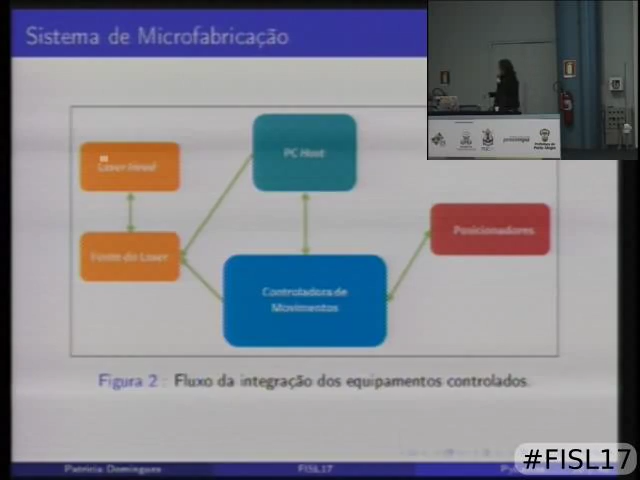 Sistema de Microfabricação
PC Host
Laser Head
Fonte do Laser
Posicionadores
Controladora de
Movimentos
Figura 2 : Fluxo da integração dos equipamentos controlados.
Patricia Domingues
FISL17
#FISL17